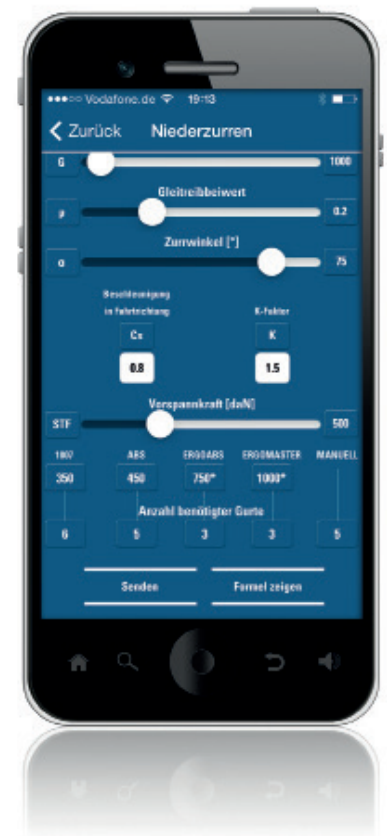 Vodafone.de 19:13
Zurück Niederzurren
G 1000
Gleitreibbeiwert
μ 0.2
Zurrwinkel [°]
α 75
Beschleunigung
in Fahrtrichtung K-Faktor
Cx K
0.8 1.5
Vorspannkraft [daN]
STF 500
1007 ABS ERGOABS ERGOMASTER MANUELL
350 450 750* 1000*
Anzahl benötigter Gurte
6 5 3 3 5
Senden Formel zeigen